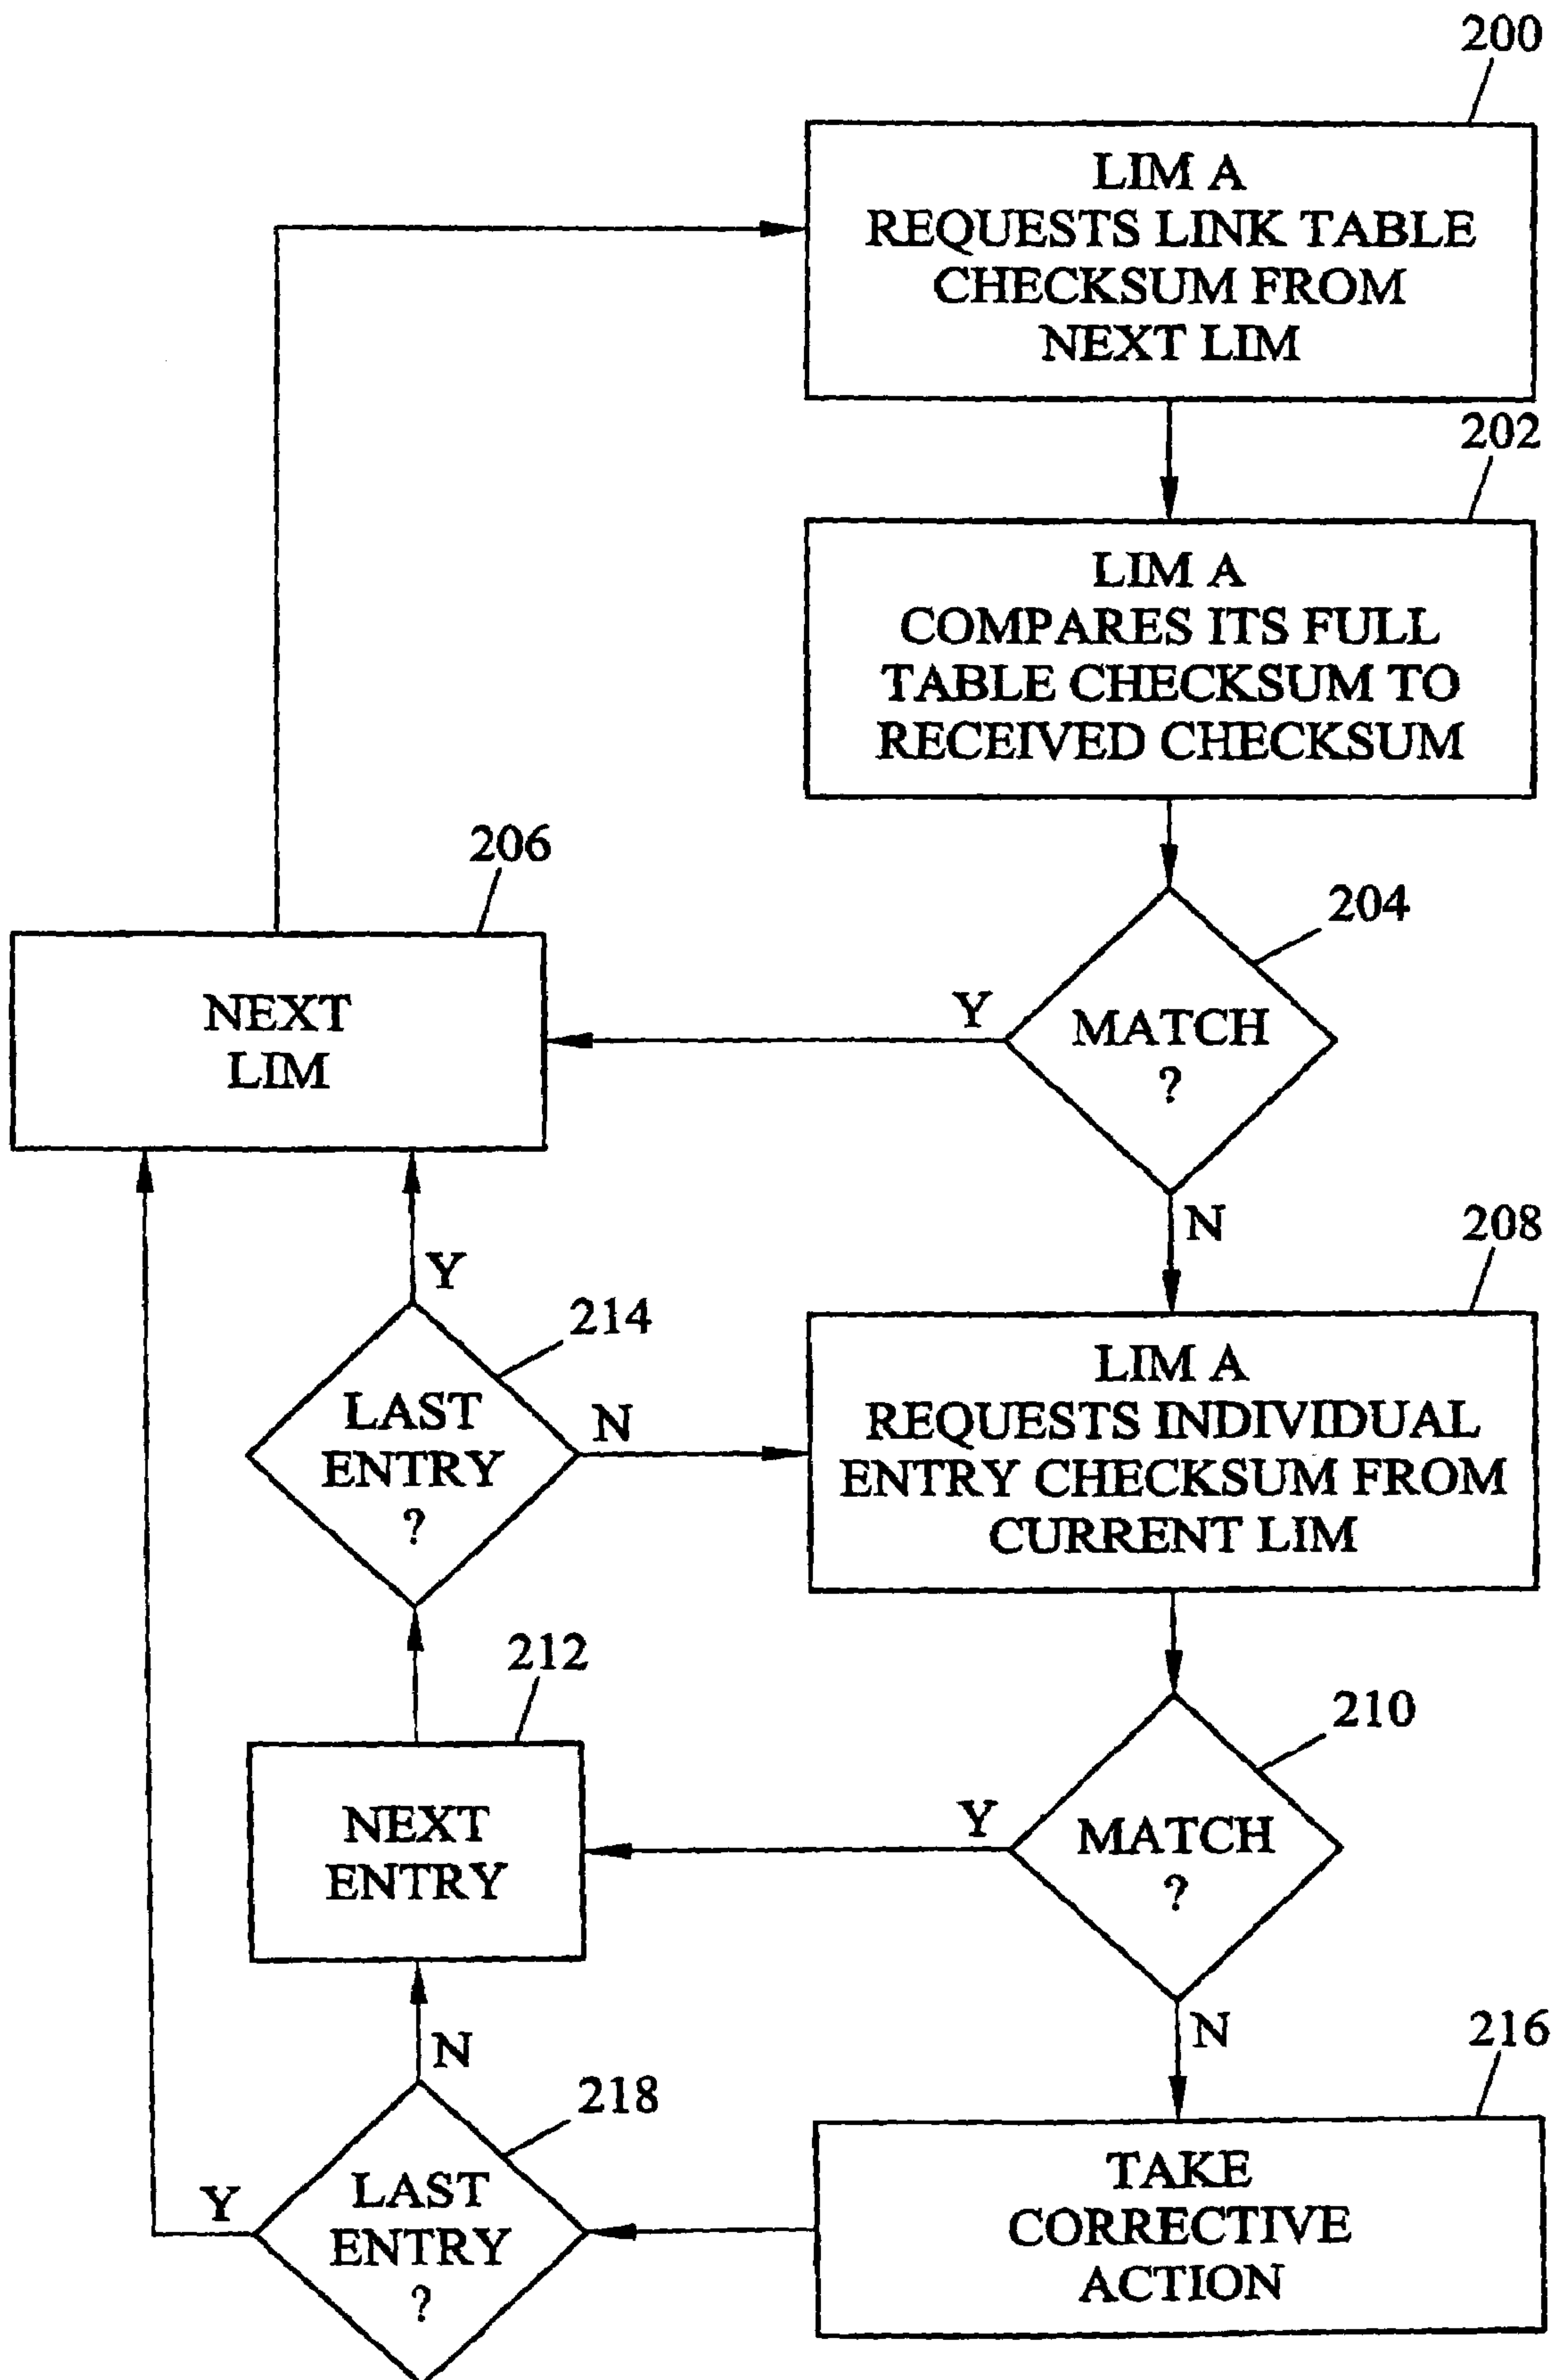 200
LIM A
REQUESTS LINK TABLE
CHECKSUM FROM
NEXT LIM
202
LIM A
COMPARES ITS FULL
TABLE CHECKSUM TO
RECEIVED CHECKSUM
206
NEXT
LIM
204
MATCH
?
Y
N
208
LIM A
REQUESTS INDIVIDUAL
ENTRY CHECKSUM FROM
CURRENT LIM
214
LAST
ENTRY
?
Y
N
210
MATCH
?
Y
N
212
NEXT
ENTRY
216
TAKE
CORRECTIVE
ACTION
218
LAST
ENTRY
?
N
Y